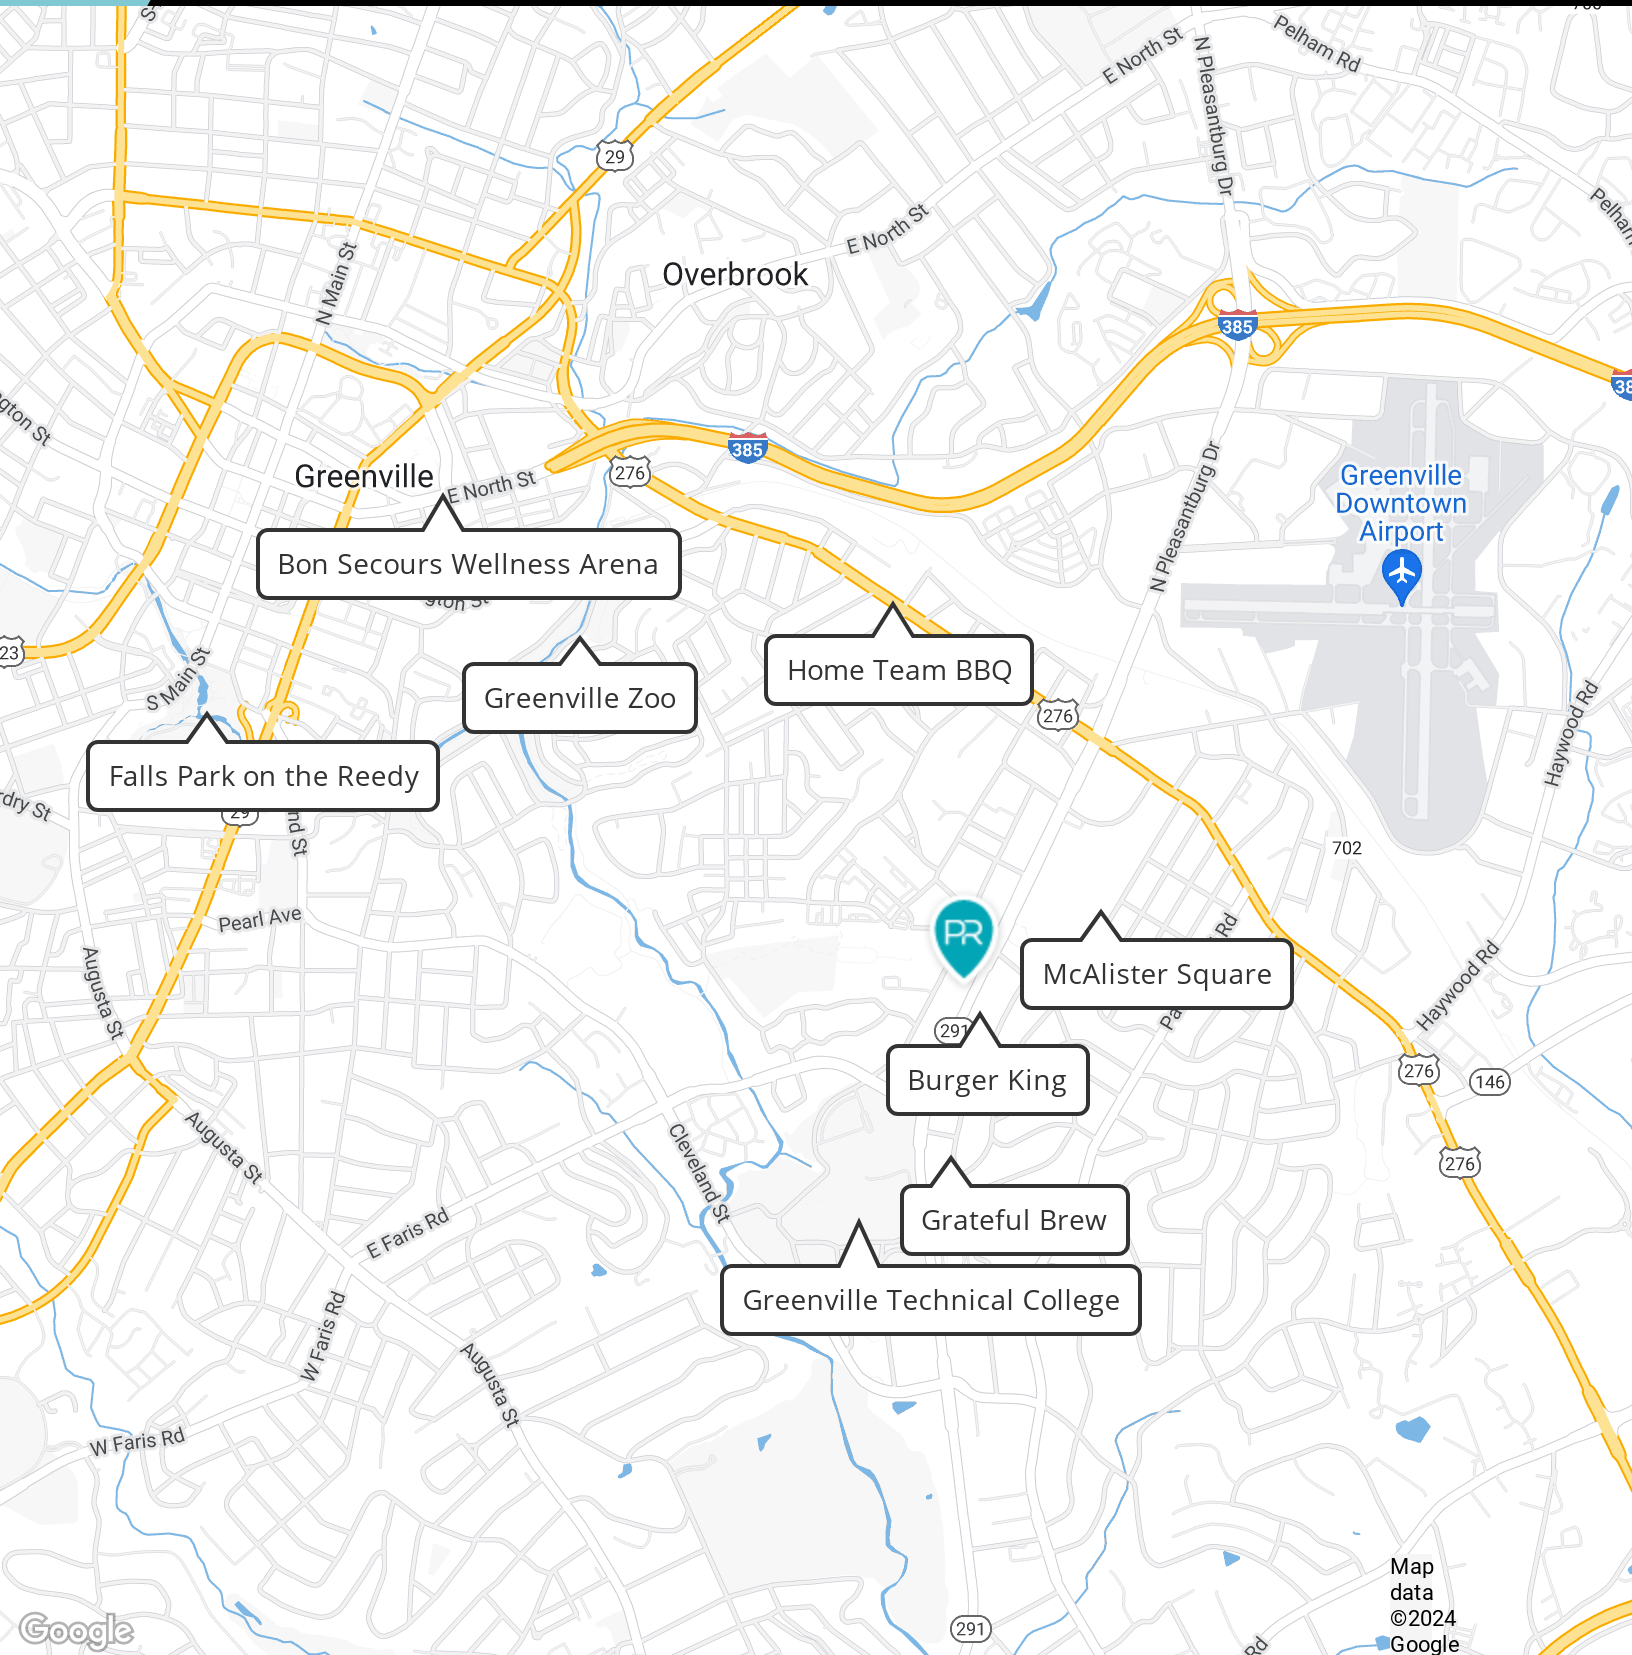 E North St
Pelham Rd
N Pleasantburg Dr
29
Pelham
E North St
N Main St
Overbrook
385
385
Greenville
276
E North St
N Pleasantburg Dr
Greenville
Downtown
Airport
Bon Secours Wellness Arena
S Main St
Greenville Zoo
Home Team BBQ
276
Haywood Rd
Falls Park on the Reedy
29
702
Pearl Ave
PR
McAlister Square
Augusta St
Haywood Rd
291
Burger King
276
146
Augusta St
Cleveland St
276
E Faris Rd
Grateful Brew
Greenville Technical College
W Faris Rd
Augusta St
W Faris Rd
291
Map
data
©2024
Google
Google